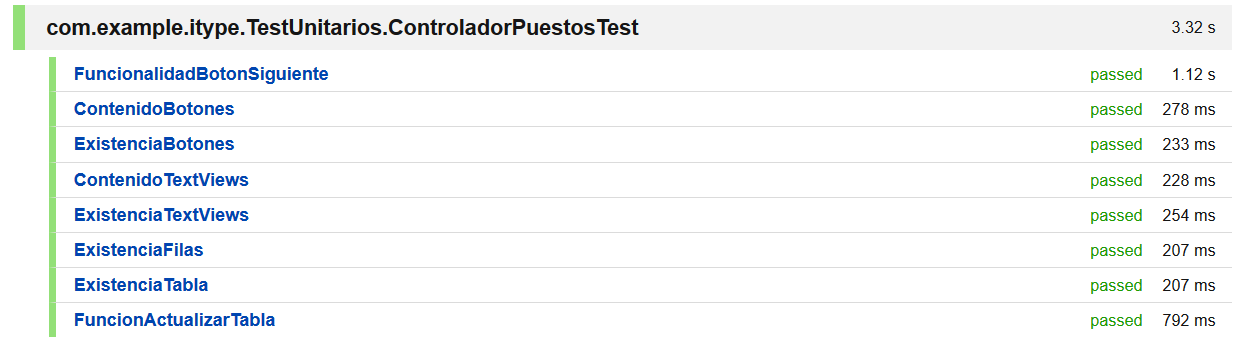 com.example.itype.TestUnitarios.ControladorPuestosTest 3.32 s
FuncionalidadBotonSiguiente passed 1.12 s
ContenidoBotones passed 278 ms
ExistenciaBotones passed 233 ms
ContenidoTextViews passed 228 ms
ExistenciaTextViews passed 254 ms
ExistenciaFilas passed 207 ms
ExistenciaTabla passed 207 ms
FuncionActualizarTabla passed 792 ms